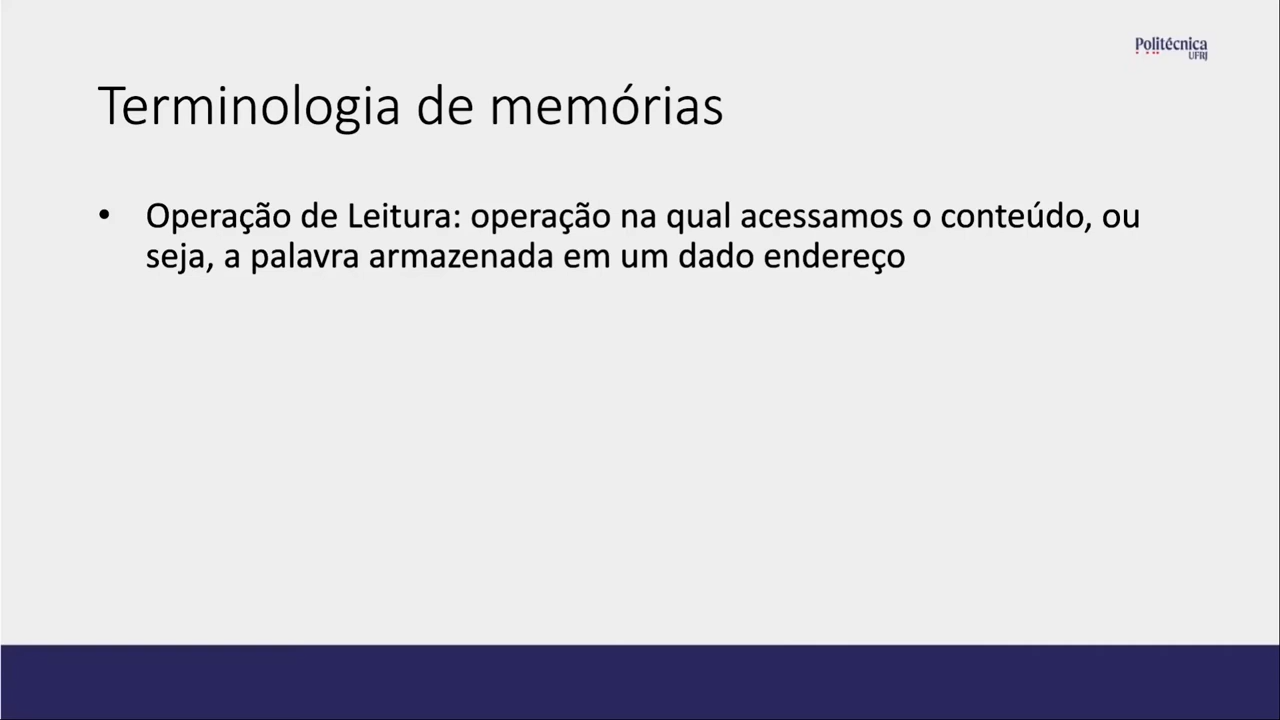 Politécnica
UFRJ
Terminologia de memórias
• Operação de Leitura: operação na qual acessamos o conteúdo, ou
seja, a palavra armazenada em um dado endereço